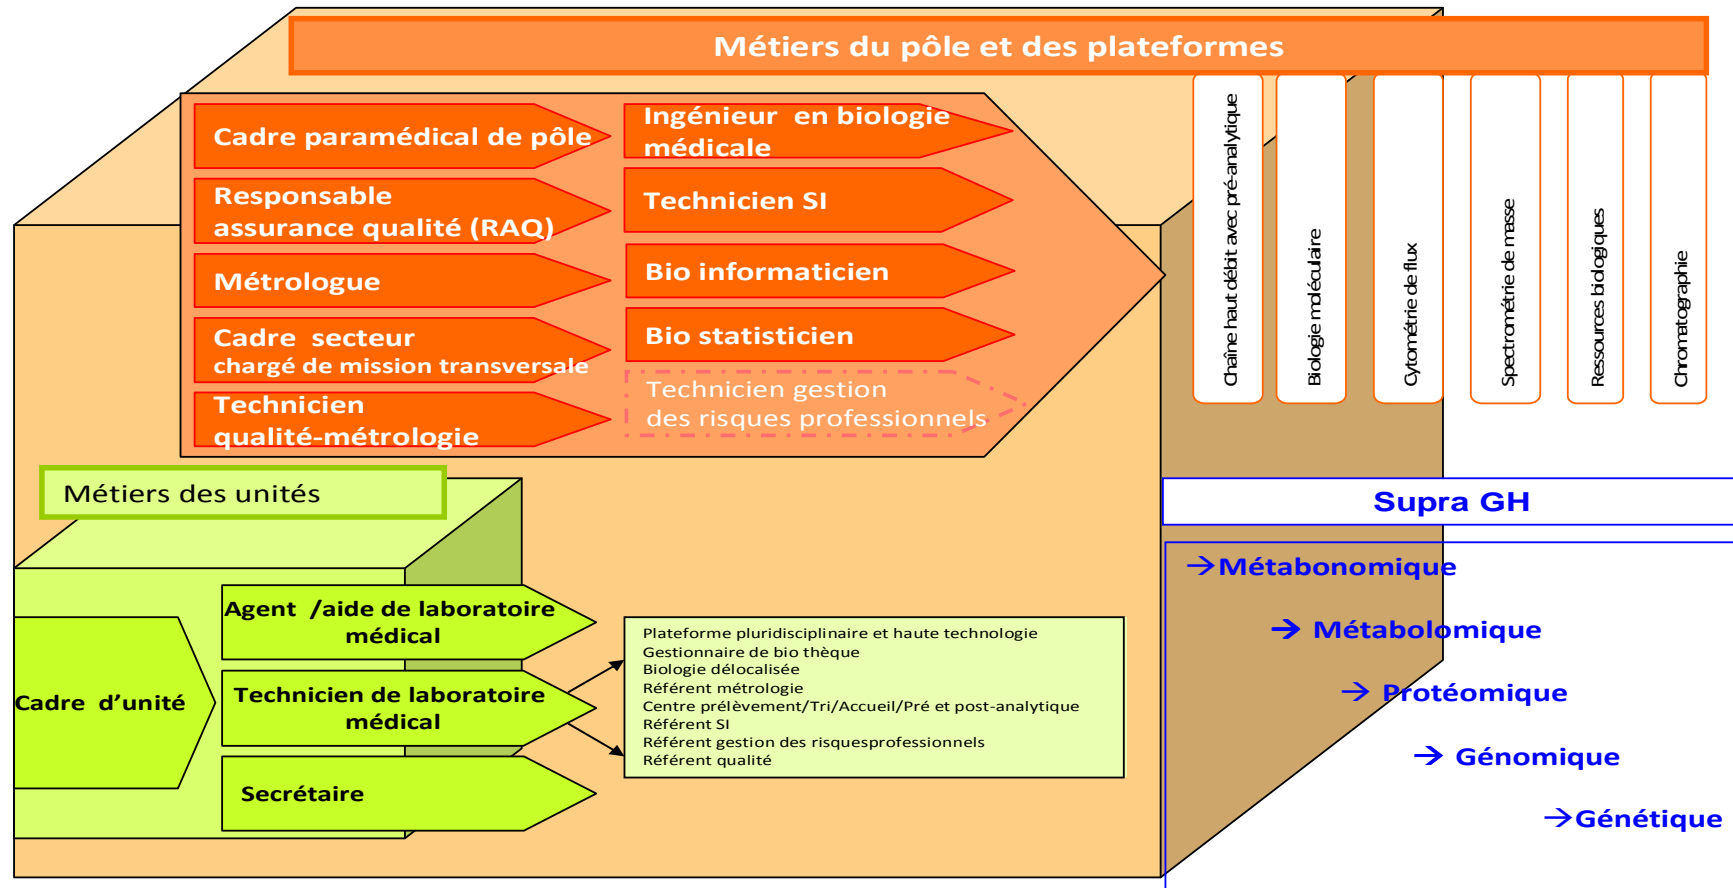 Métiers du pôle et des plateformes
Cadre paramédical de pôle
Responsable
assurance qualité (RAQ)
Métrologue
Cadre secteur
chargé de mission transversale
Technicien
qualité-métrologie
Ingénieur en biologie
médicale
Technicien SI
Bio informaticien
Bio statisticien
Technicien gestion
des risques professionnels
Chaîne haut débit avec pré-analytique
Biologie moléculaire
Cytométrie de flux
Spectrométrie de masse
Ressources biologiques
Chromatographie
Métiers des unités
Cadre d’unité
Agent /aide de laboratoire
médical
Technicien de laboratoire
médical
Secrétaire
Plateforme pluridisciplinaire et haute technologie
Gestionnaire de bio thèque
Biologie délocalisée
Référent métrologie
Centre prélèvement/Tri/Accueil/Pré et post-analytique
Référent SI
Référent gestion des risquesprofessionnels
Référent qualité
Supra GH
→Métabonomique
→ Métabolomique
→ Protéomique
→ Génomique
→Génétique